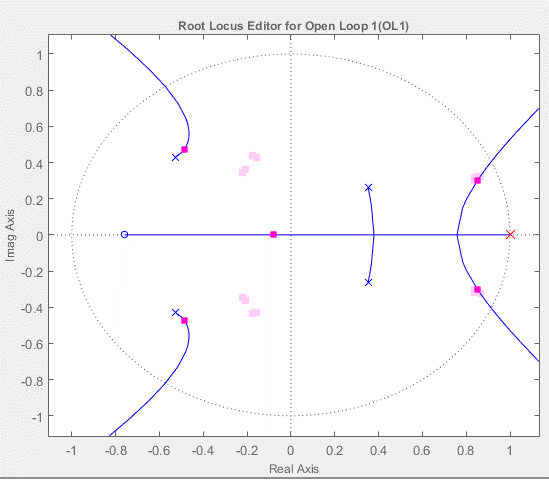 Root Locus Editor for Open Loop 1(OL1)
1
0.8
0.6
0.4
0.2
0
-0.2
-0.4
-0.6
-0.8
-1
Imag Axis
-1 -0.8 -0.6 -0.4 -0.2 0 0.2 0.4 0.6 0.8 1
Real Axis